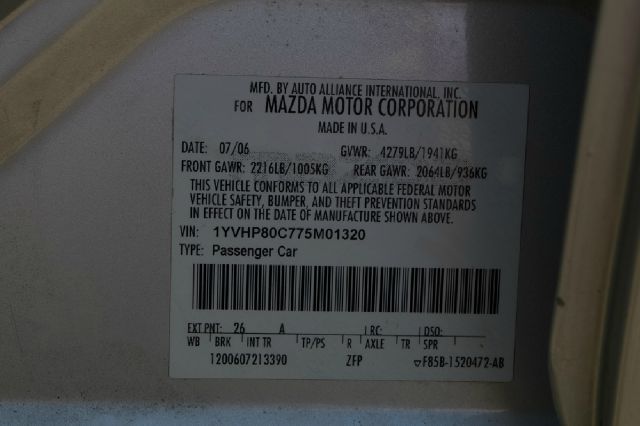 MFD. BY AUTO ALLIANCE INTERNATIONAL, INC.
FOR MAZDA MOTOR CORPORATION
MADE IN U.S.A.
DATE: 07/06 GVWR: 4279LB/1941KG
FRONT GAWR: 2216LB/1005KG REAR GAWR: 2064LB/936KG
THIS VEHICLE CONFORMS TO ALL APPLICABLE FEDERAL MOTOR
VEHICLE SAFETY, BUMPER, AND THEFT PREVENTION STANDARDS
IN EFFECT ON THE DATE OF MANUFACTURE SHOWN ABOVE.
VIN: 1YVHP80C775M01320
TYPE: Passenger Car
EXT PNT: 26 A RC: DSO:
WB BRK INT TR TP/PS R AXLE TR SPR
1200607213390 ZFP ▽F85B-1520472-AB